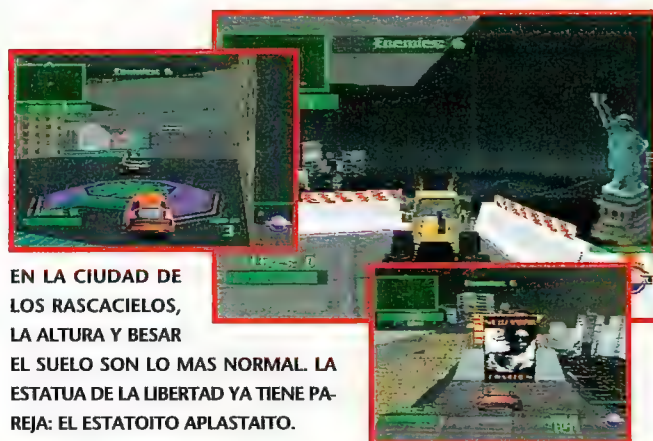 Enemies: 6
EN LA CIUDAD DE
LOS RASCACIELOS,
LA ALTURA Y BESAR
EL SUELO SON LO MAS NORMAL. LA
ESTATUA DE LA LIBERTAD YA TIENE PA-
REJA: EL ESTATOITO APLASTAITO.